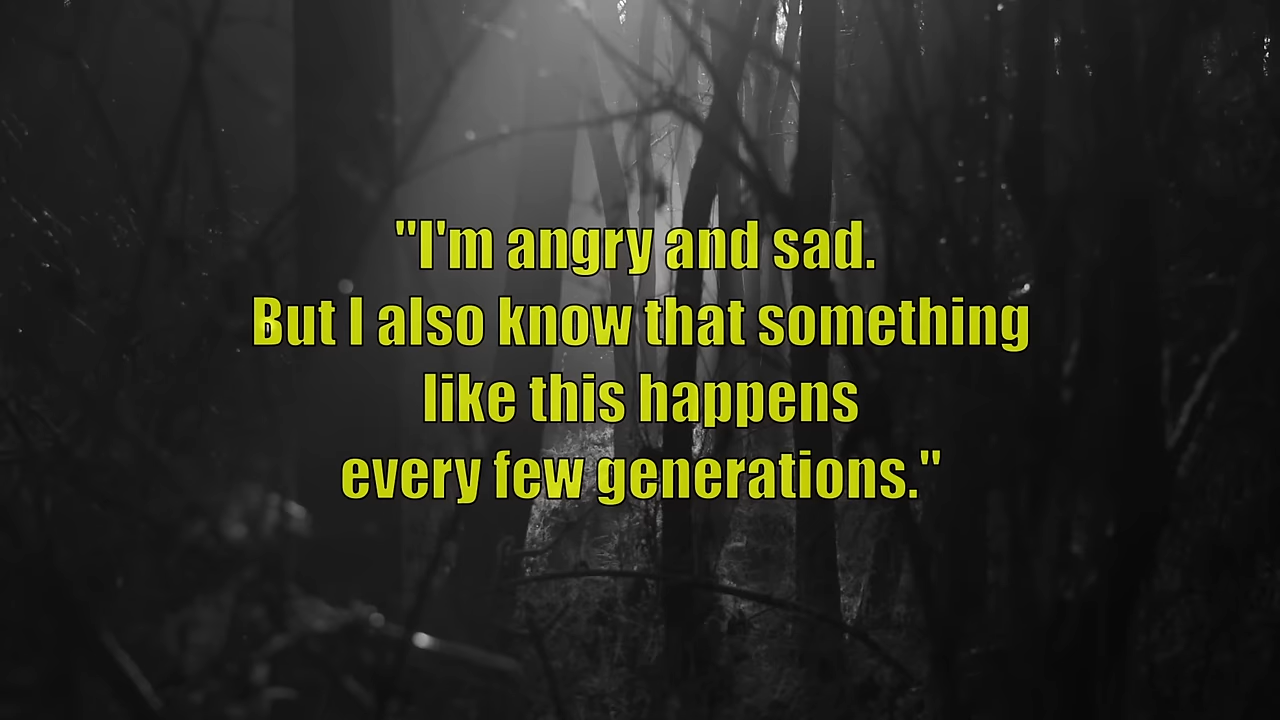 "I'm angry and sad.
But I also know that something
like this happens
every few generations."